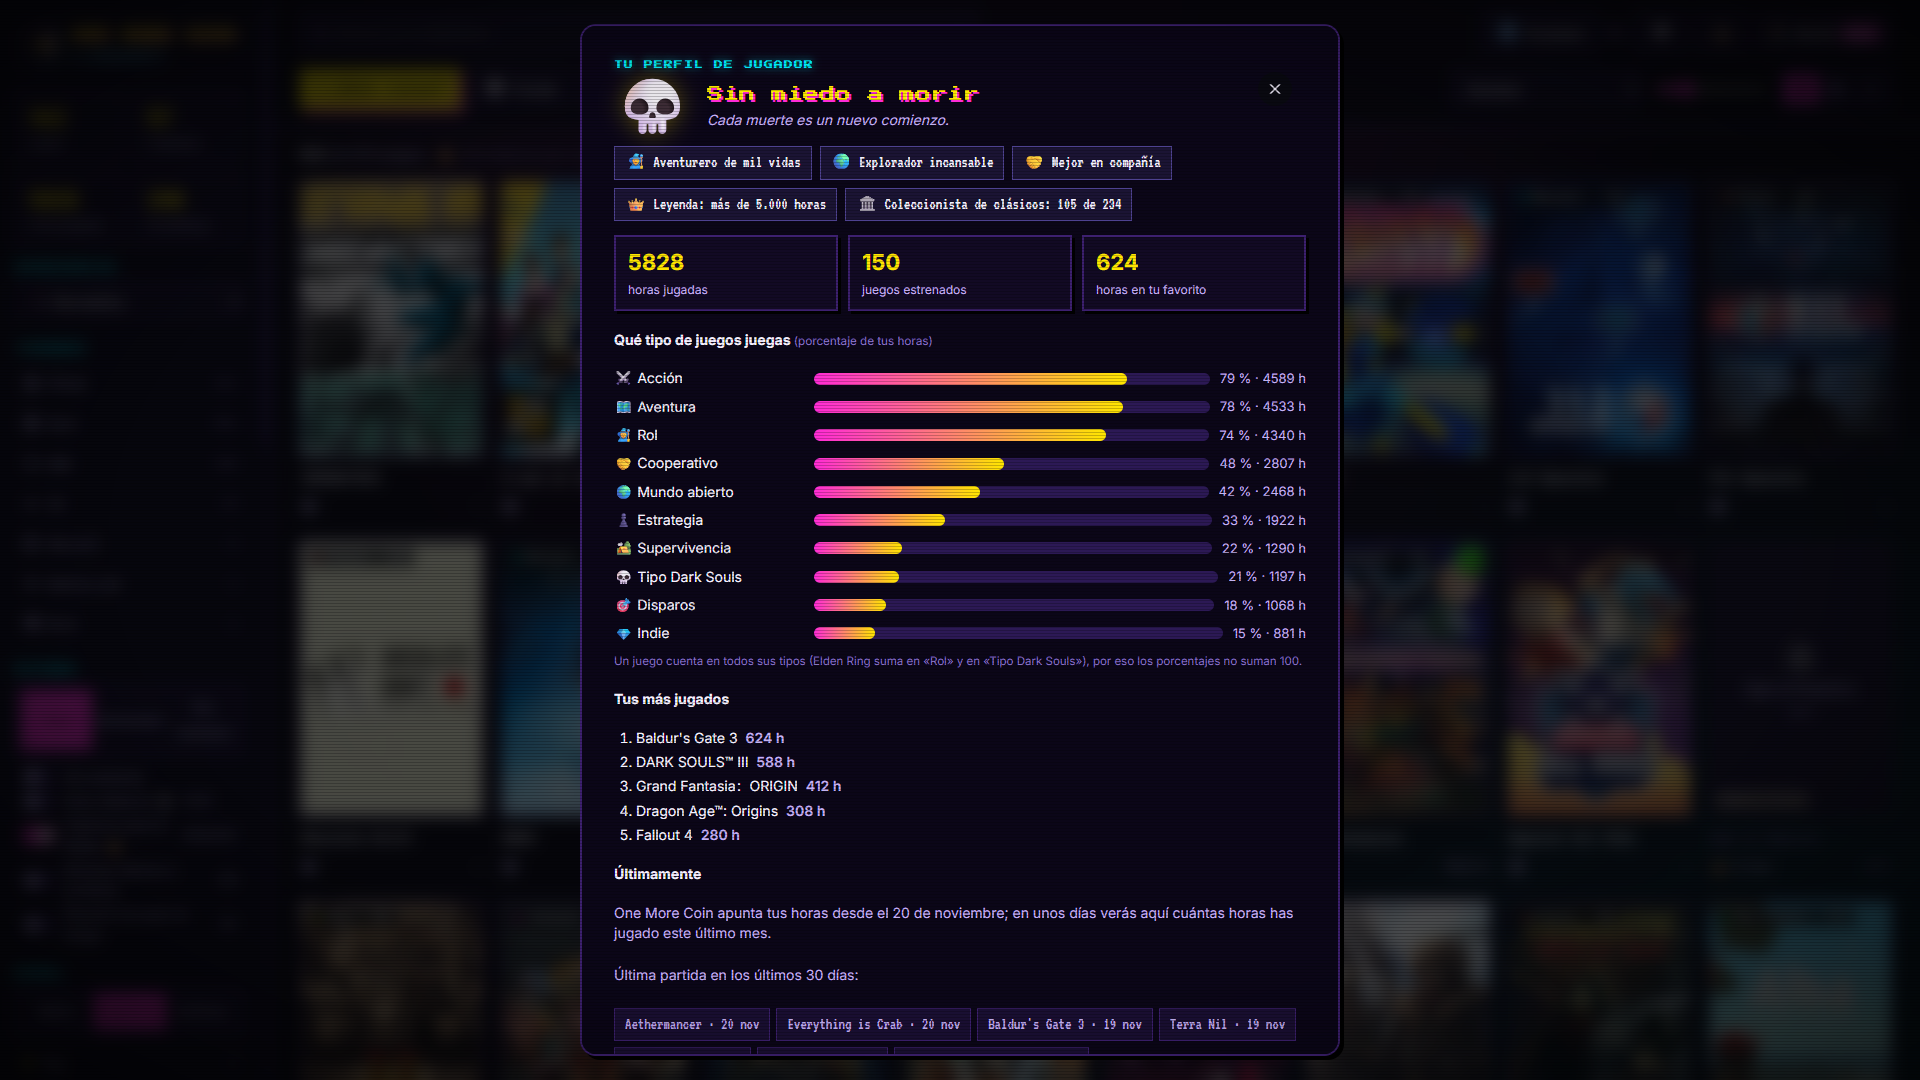 TU PERFIL DE JUGADOR
Sin miedo a morir
Cada muerte es un nuevo comienzo.
Aventurero de mil vidas
Explorador incansable
Mejor en compañía
Leyenda: más de 5.000 horas
Coleccionista de clásicos: 105 de 234
5828
horas jugadas
150
juegos estrenados
624
horas en tu favorito
Qué tipo de juegos juegas (porcentaje de tus horas)
Acción 79 % · 4589 h
Aventura 78 % · 4533 h
Rol 74 % · 4340 h
Cooperativo 48 % · 2807 h
Mundo abierto 42 % · 2468 h
Estrategia 33 % · 1922 h
Supervivencia 22 % · 1290 h
Tipo Dark Souls 21 % · 1197 h
Disparos 18 % · 1068 h
Indie 15 % · 881 h
Un juego cuenta en todos sus tipos (Elden Ring suma en «Rol» y en «Tipo Dark Souls»), por eso los porcentajes no suman 100.
Tus más jugados
1. Baldur's Gate 3 624 h
2. DARK SOULS™ III 588 h
3. Grand Fantasia：ORIGIN 412 h
4. Dragon Age™: Origins 308 h
5. Fallout 4 280 h
Últimamente
One More Coin apunta tus horas desde el 20 de noviembre; en unos días verás aquí cuántas horas has
jugado este último mes.
Última partida en los últimos 30 días:
Aethermancer · 20 nov
Everything is Crab · 20 nov
Baldur's Gate 3 · 19 nov
Terra Nil · 19 nov